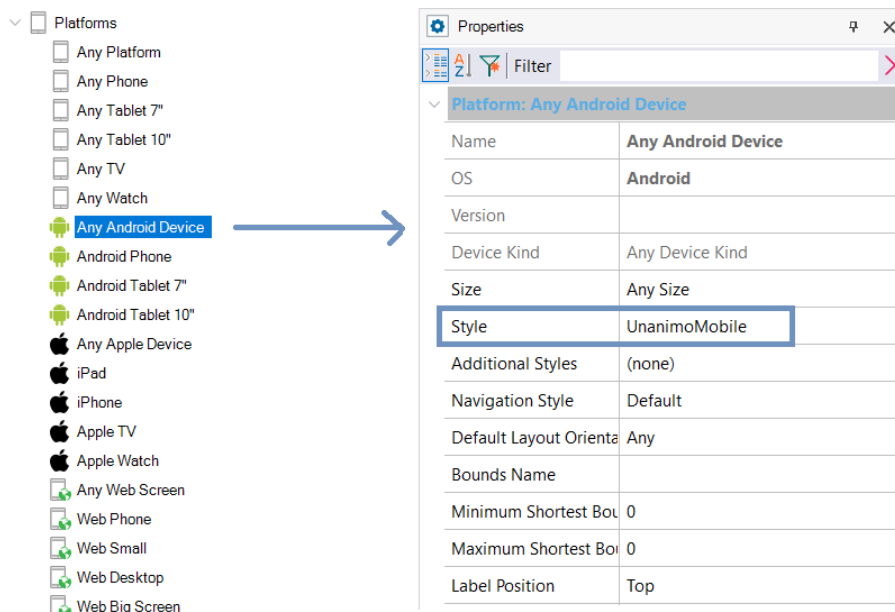 Platforms
Any Platform
Any Phone
Any Tablet 7"
Any Tablet 10"
Any TV
Any Watch
Any Android Device
Android Phone
Android Tablet 7"
Android Tablet 10"
Any Apple Device
iPad
iPhone
Apple TV
Apple Watch
Any Web Screen
Web Phone
Web Small
Web Desktop
Web Big Screen
Properties
Filter
Platform: Any Android Device
Name Any Android Device
OS Android
Version
Device Kind Any Device Kind
Size Any Size
Style UnanimoMobile
Additional Styles (none)
Navigation Style Default
Default Layout Orienta Any
Bounds Name
Minimum Shortest Bou 0
Maximum Shortest Bou 0
Label Position Top